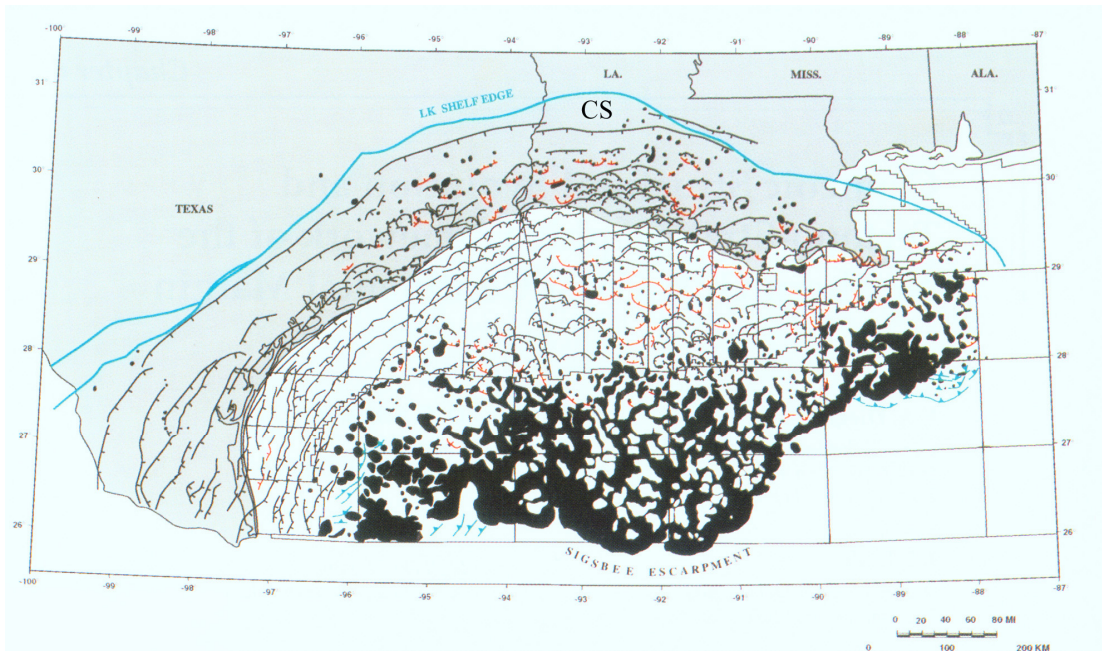 -100 -99 -98 -97 -96 -95 -94 -93 -92 -91 -90 -89 -88 -87
LA. MISS. ALA.
31 31
LK SHELF EDGE
CS
30 30
TEXAS
29 29
28 28
27 27
26 26
SIGSBEE ESCARPMENT
-100 -99 -98 -97 -96 -95 -94 -93 -92 -91 -90 -89 -88 -87
0 20 40 60 80 MI
0 100 200 KM